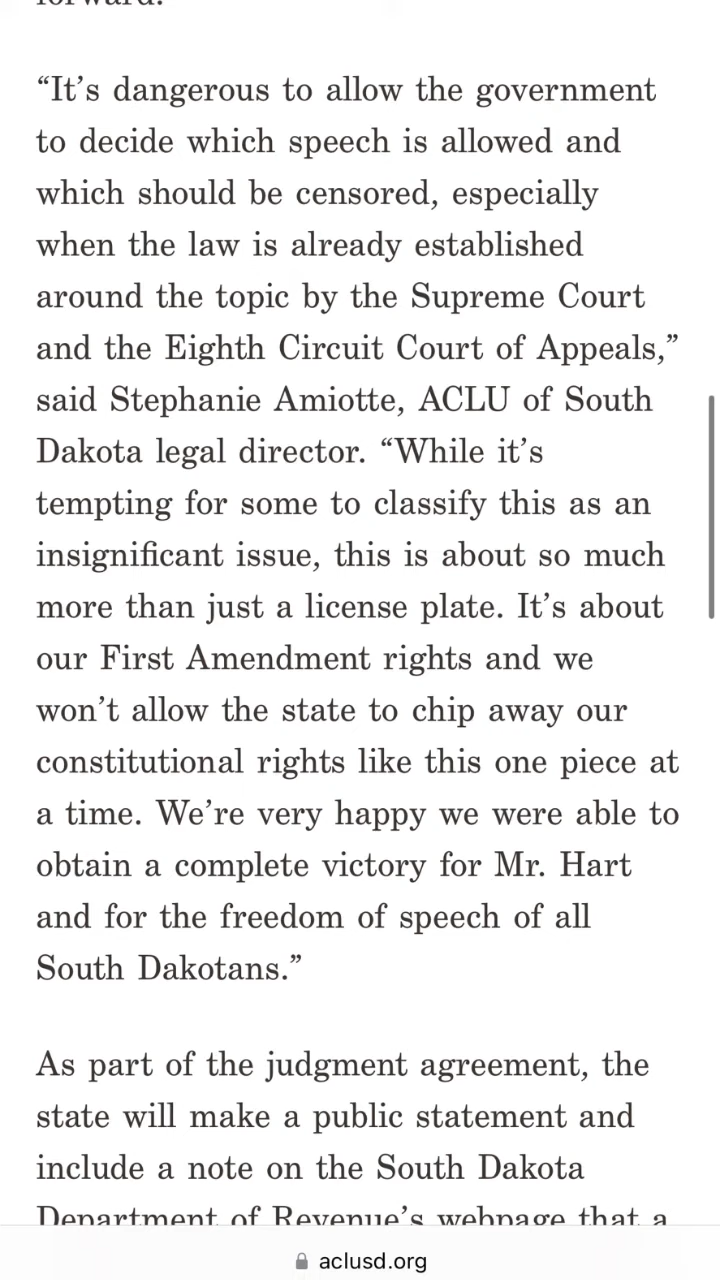 forward.
“It’s dangerous to allow the government
to decide which speech is allowed and
which should be censored, especially
when the law is already established
around the topic by the Supreme Court
and the Eighth Circuit Court of Appeals,”
said Stephanie Amiotte, ACLU of South
Dakota legal director. “While it’s
tempting for some to classify this as an
insignificant issue, this is about so much
more than just a license plate. It’s about
our First Amendment rights and we
won’t allow the state to chip away our
constitutional rights like this one piece at
a time. We’re very happy we were able to
obtain a complete victory for Mr. Hart
and for the freedom of speech of all
South Dakotans.”
As part of the judgment agreement, the
state will make a public statement and
include a note on the South Dakota
Department of Revenue’s webpage that a
aclusd.org